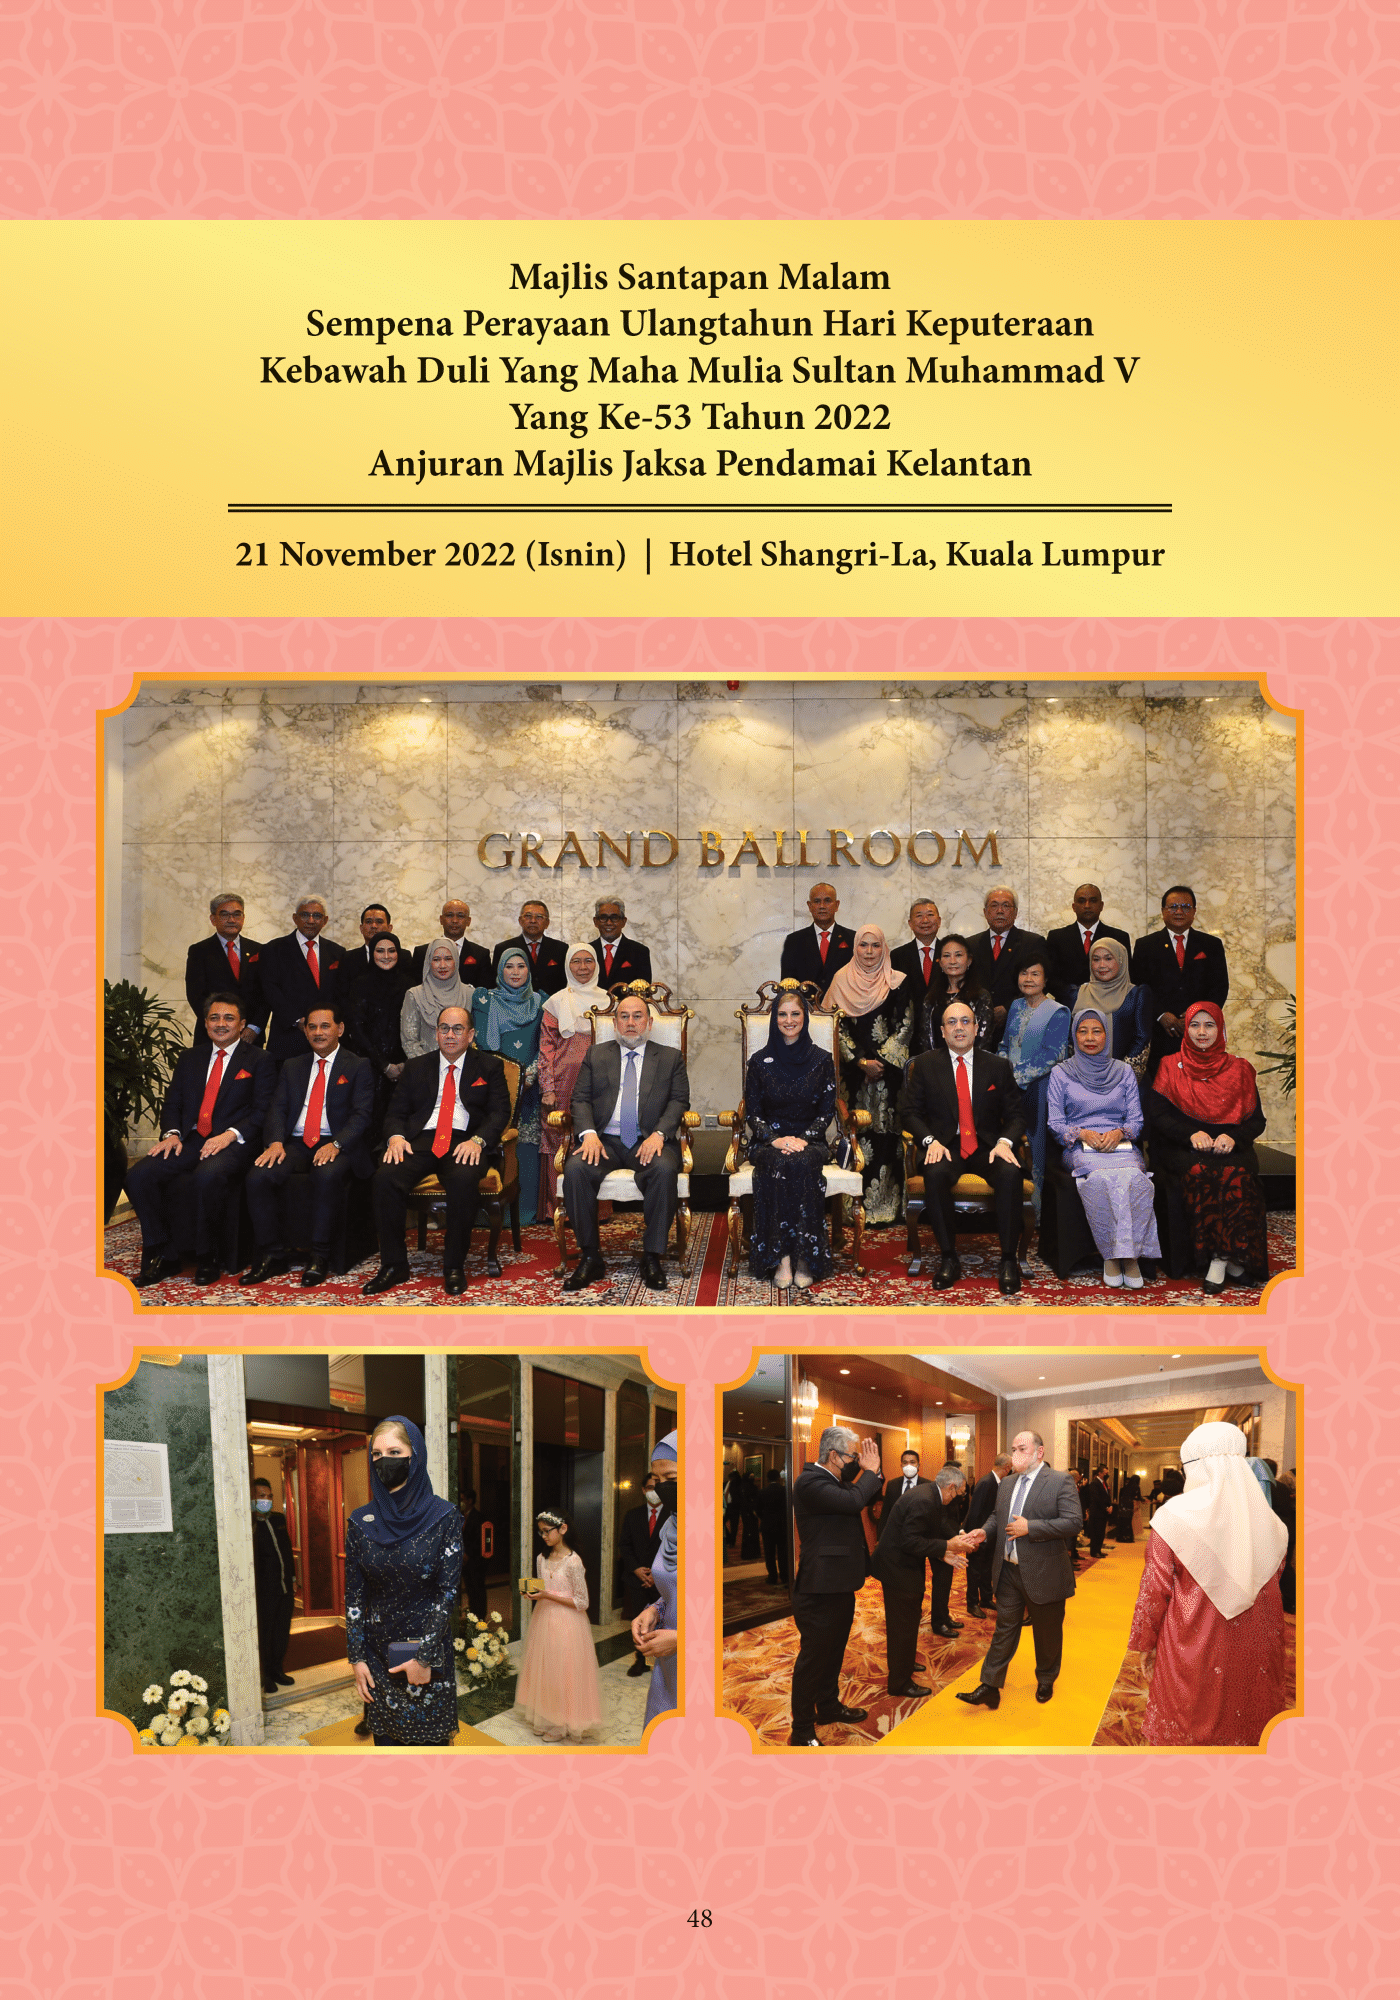 Majlis Santapan Malam
Sempena Perayaan Ulangtahun Hari Keputeraan
Kebawah Duli Yang Maha Mulia Sultan Muhammad V
Yang Ke-53 Tahun 2022
Anjuran Majlis Jaksa Pendamai Kelantan
21 November 2022 (Isnin) | Hotel Shangri-La, Kuala Lumpur
GRAND BALLROOM
48